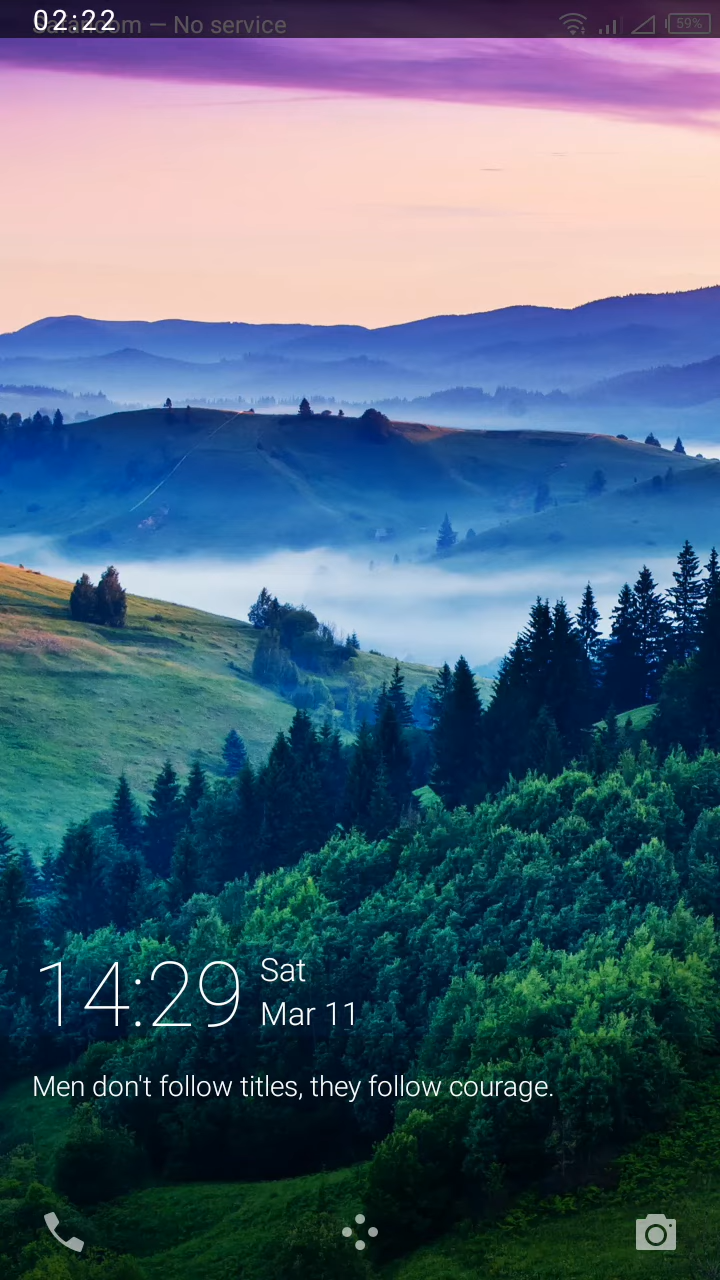 02:22
— No service
59%
14:29
Sat
Mar 11
Men don't follow titles, they follow courage.